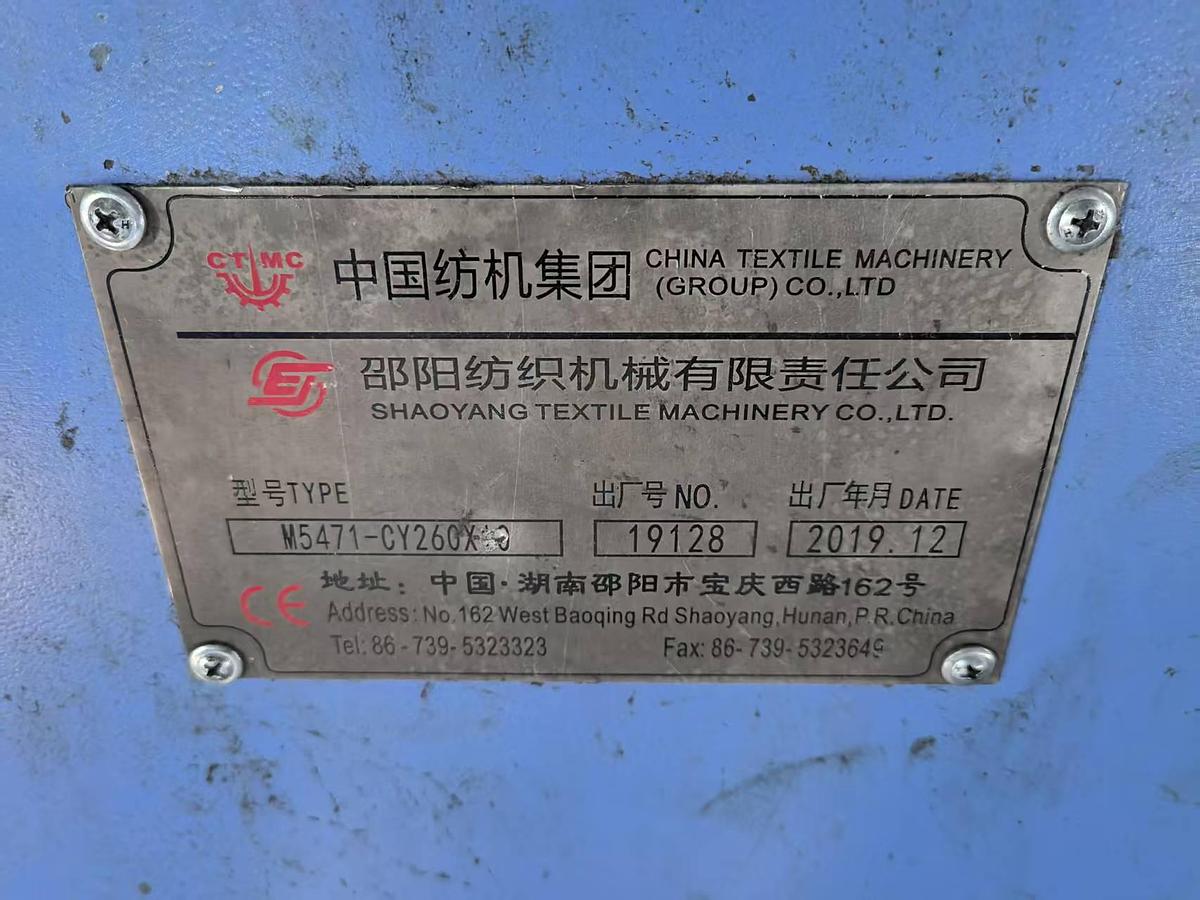 CTMC 中国纺机集团 CHINA TEXTILE MACHINERY (GROUP) CO.,LTD
邵阳纺织机械有限责任公司
SHAOYANG TEXTILE MACHINERY CO.,LTD.
型号TYPE 出厂号NO. 出厂年月DATE
19128 2019.12
CE 地址：中国·湖南邵阳市宝庆西路162号
Address: No.162 West Baoqing Rd Shaoyang,Hunan,P.R.China
Tel: 86-739-5323323 Fax: 86-739-5323649